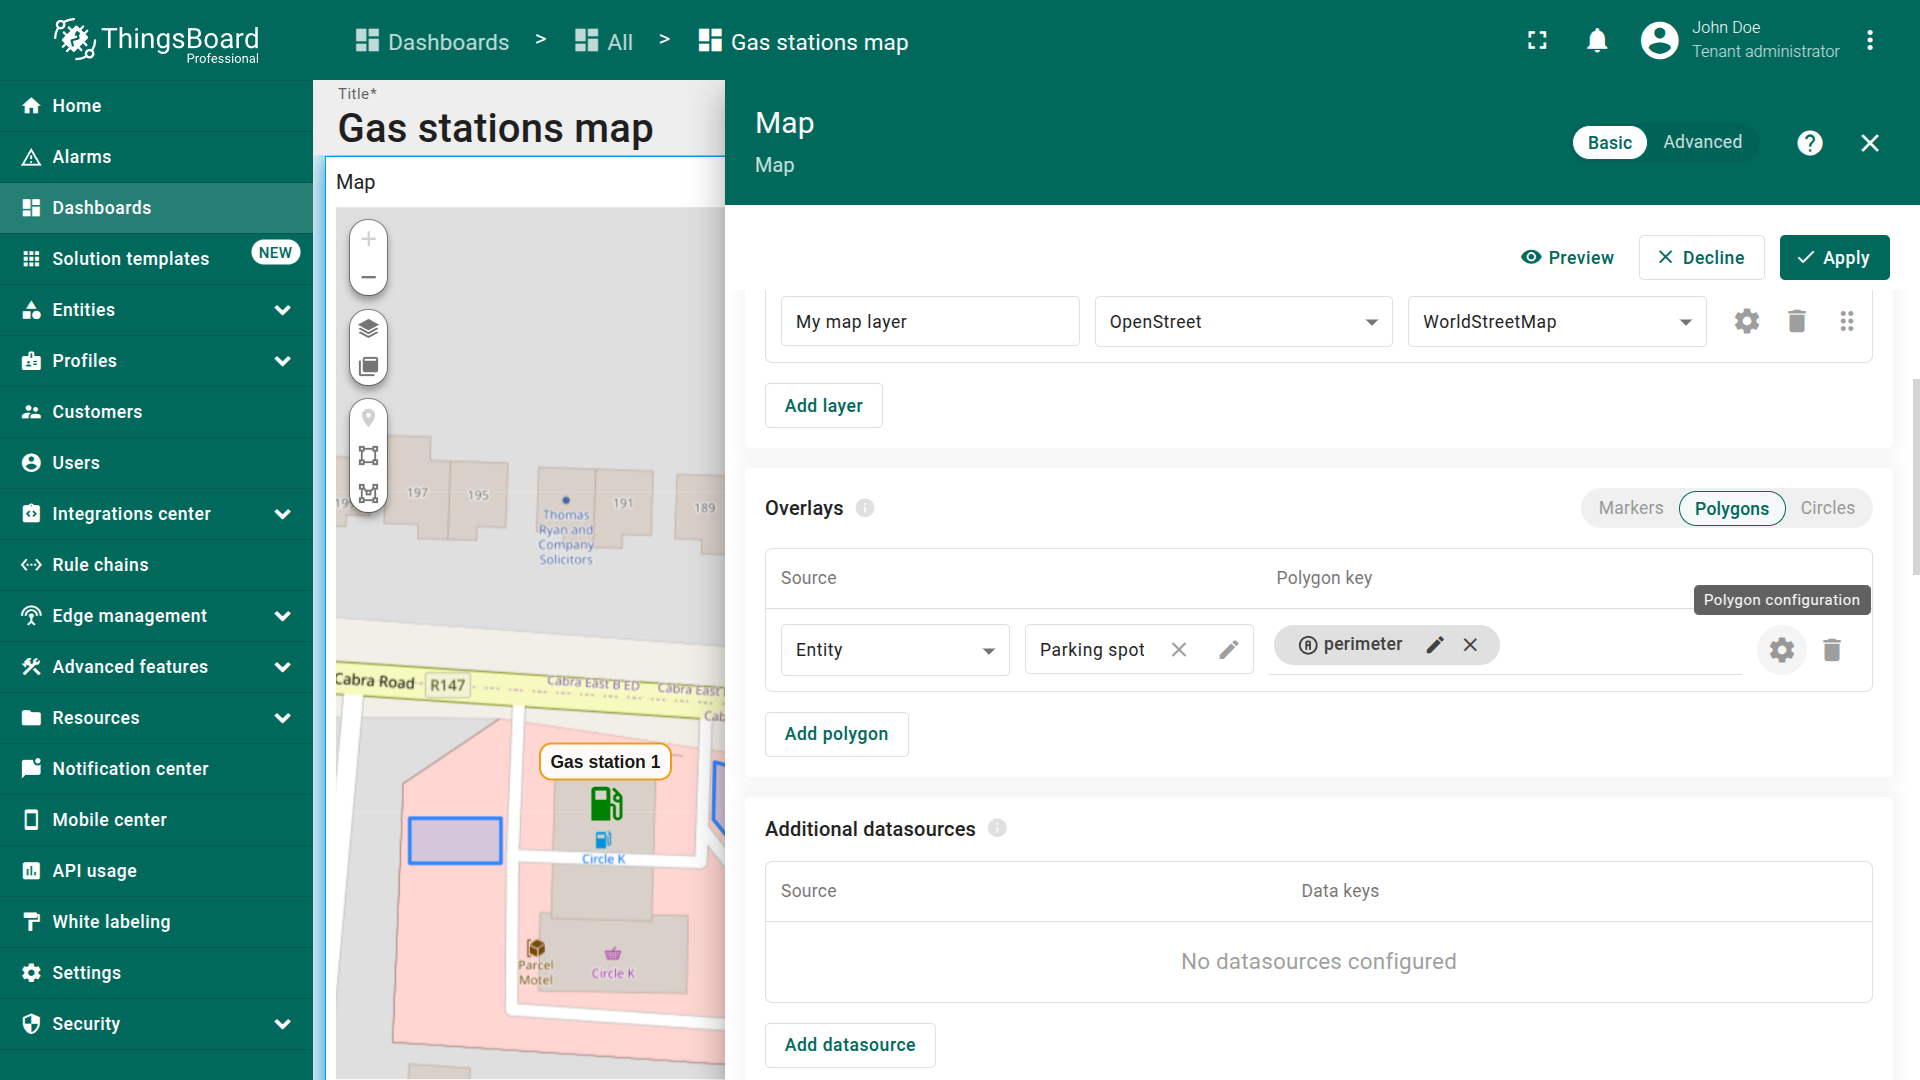 ThingsBoard
Professional
Dashboards > All > Gas stations map
John Doe
Tenant administrator
Home
Alarms
Dashboards
Solution templates NEW
Entities
Profiles
Customers
Users
Integrations center
Rule chains
Edge management
Advanced features
Resources
Notification center
Mobile center
API usage
White labeling
Settings
Security
Title*
Gas stations map
Map
197
195
Thomas
Ryan and
Company
Solicitors
191
189
Cabra Road
R147
Cabra East B ED
Cabra East
Cab
Gas station 1
Circle K
Parcel
Motel
Circle K
Map
Map
Basic Advanced
Preview Decline Apply
My map layer OpenStreet WorldStreetMap
Add layer
Overlays Markers Polygons Circles
Source Polygon key
Polygon configuration
Entity Parking spot perimeter
Add polygon
Additional datasources
Source Data keys
No datasources configured
Add datasource